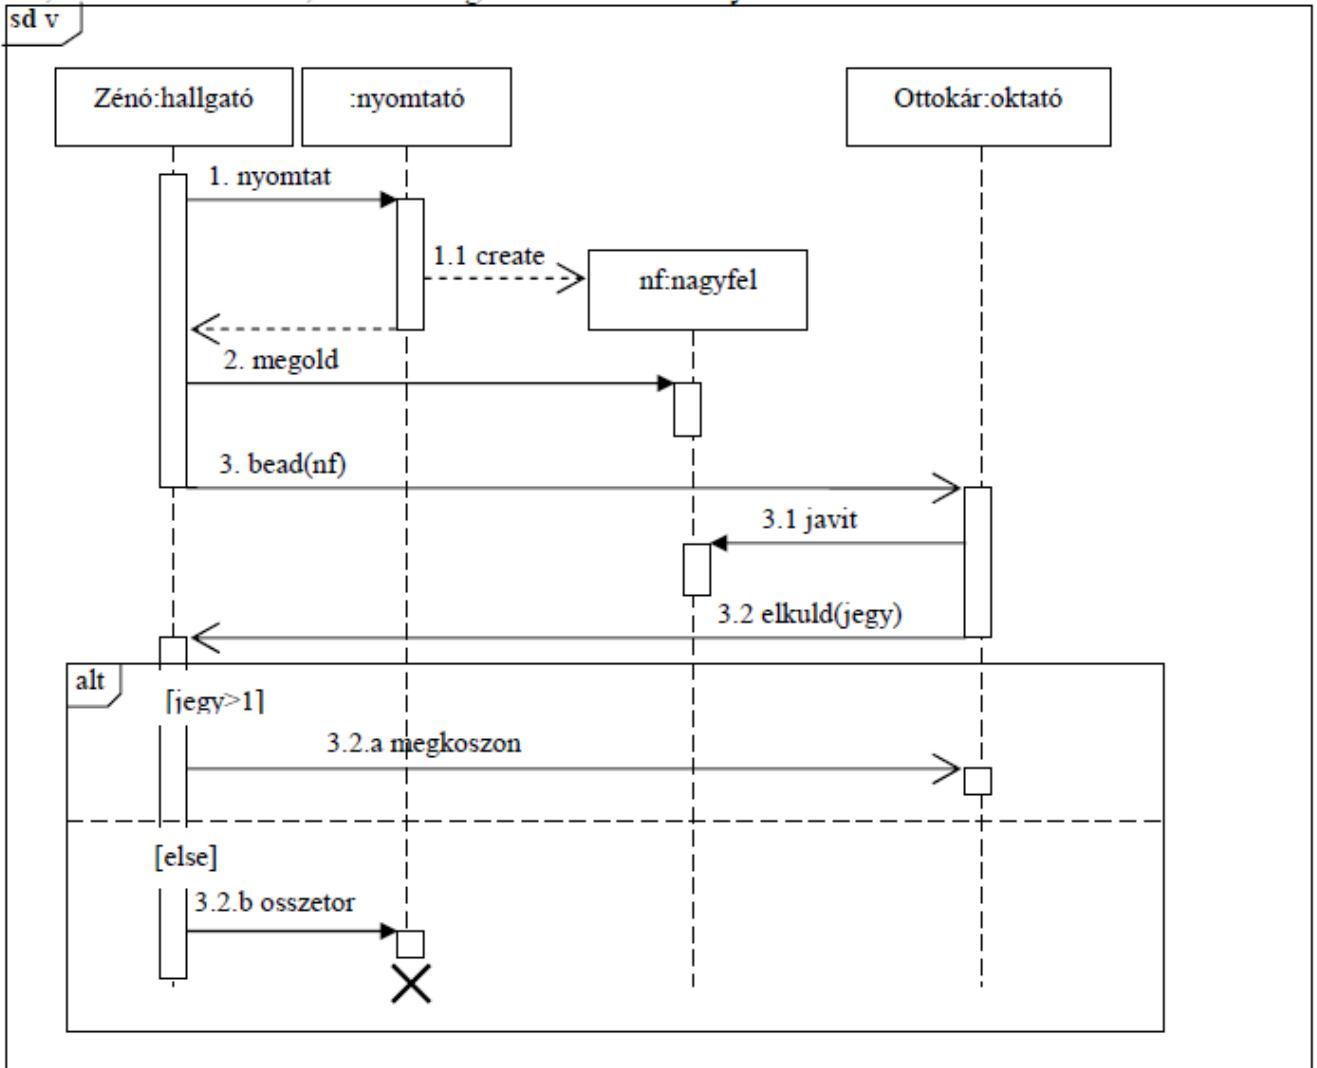 sd v
Zénó:hallgató
:nyomtató
Ottokár:oktató
1. nyomtat
1.1 create
nf:nagyfel
2. megold
3. bead(nf)
3.1 javit
3.2 elkuld(jegy)
alt
[jegy>1]
3.2.a megkoszon
[else]
3.2.b osszetor